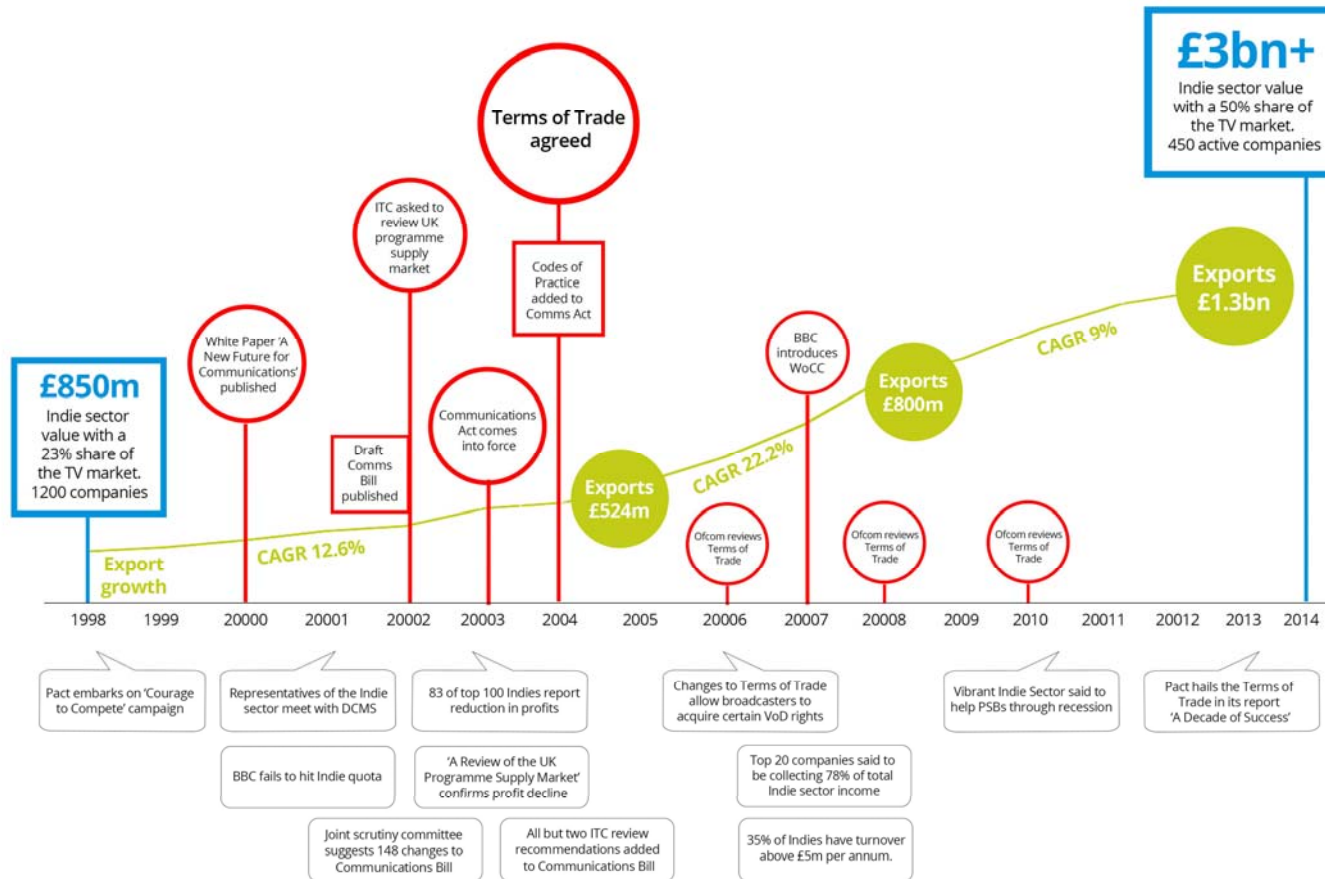 £3bn+
Indie sector value
with a 50% share of
the TV market.
450 active companies
Terms of Trade
agreed
ITC asked to
review UK
programme
supply
market
Codes of
Practice
added to
Comms Act
Exports
£1.3bn
White Paper ‘A
New Future for
Communications’
published
BBC
introduces
WoCC
CAGR 9%
£850m
Indie sector
value with a
23% share of
the TV market.
1200 companies
Exports
£800m
Communications
Act comes
into force
Draft
Comms
Bill
published
CAGR 22.2%
Exports
£524m
Export
growth
CAGR 12.6%
Ofcom reviews
Terms of
Trade
Ofcom reviews
Terms of
Trade
Ofcom reviews
Terms of
Trade
1998 1999 20000 20001 20002 20003 2004 2005 20006 20007 20008 2009 2010 20011 20012 2013 2014
Pact embarks on ‘Courage
to Compete’ campaign
Representatives of the Indie
sector meet with DCMS
83 of top 100 Indies report
reduction in profits
Changes to Terms of Trade
allow broadcasters to
acquire certain VoD rights
Vibrant Indie Sector said to
help PSBs through recession
Pact hails the Terms of
Trade in its report
‘A Decade of Success’
BBC fails to hit Indie quota
‘A Review of the UK
Programme Supply Market’
confirms profit decline
Top 20 companies said to
be collecting 78% of total
Indie sector income
Joint scrutiny committee
suggests 148 changes to
Communications Bill
All but two ITC review
recommendations added
to Communications Bill
35% of Indies have turnover
above £5m per annum.